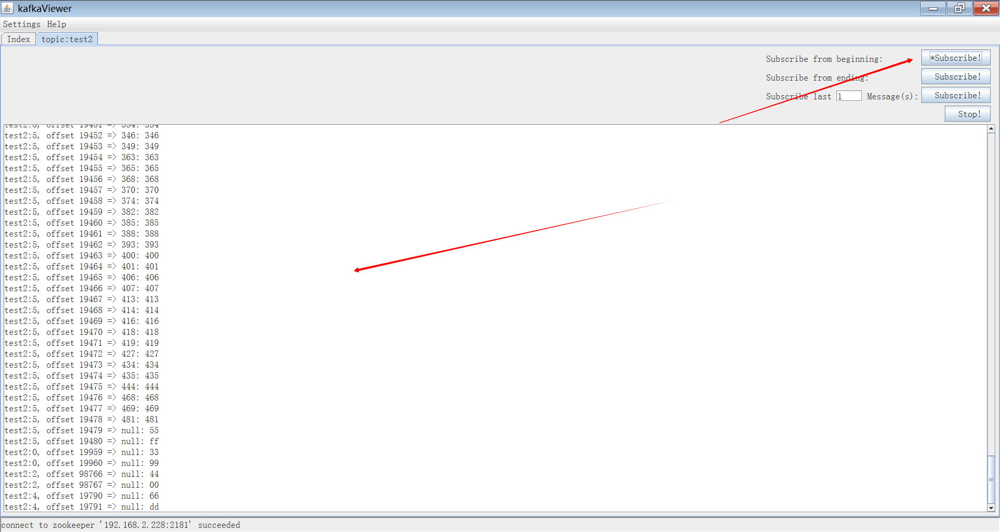 kafkaViewer
Settings Help
Index topic:test2
Subscribe from beginning: *Subscribe!
Subscribe from ending: Subscribe!
Subscribe last 1 Message(s): Subscribe!
Stop!
test2:5, offset 19451 => 334: 334
test2:5, offset 19452 => 346: 346
test2:5, offset 19453 => 349: 349
test2:5, offset 19454 => 363: 363
test2:5, offset 19455 => 365: 365
test2:5, offset 19456 => 368: 368
test2:5, offset 19457 => 370: 370
test2:5, offset 19458 => 374: 374
test2:5, offset 19459 => 382: 382
test2:5, offset 19460 => 385: 385
test2:5, offset 19461 => 388: 388
test2:5, offset 19462 => 393: 393
test2:5, offset 19463 => 400: 400
test2:5, offset 19464 => 401: 401
test2:5, offset 19465 => 406: 406
test2:5, offset 19466 => 407: 407
test2:5, offset 19467 => 413: 413
test2:5, offset 19468 => 414: 414
test2:5, offset 19469 => 416: 416
test2:5, offset 19470 => 418: 418
test2:5, offset 19471 => 419: 419
test2:5, offset 19472 => 427: 427
test2:5, offset 19473 => 434: 434
test2:5, offset 19474 => 435: 435
test2:5, offset 19475 => 444: 444
test2:5, offset 19476 => 468: 468
test2:5, offset 19477 => 469: 469
test2:5, offset 19478 => 481: 481
test2:5, offset 19479 => null: 55
test2:5, offset 19480 => null: ff
test2:0, offset 19959 => null: 33
test2:0, offset 19960 => null: 99
test2:2, offset 98766 => null: 44
test2:2, offset 98767 => null: 00
test2:4, offset 19790 => null: 66
test2:4, offset 19791 => null: dd
connect to zookeeper '192.168.2.228:2181' succeeded